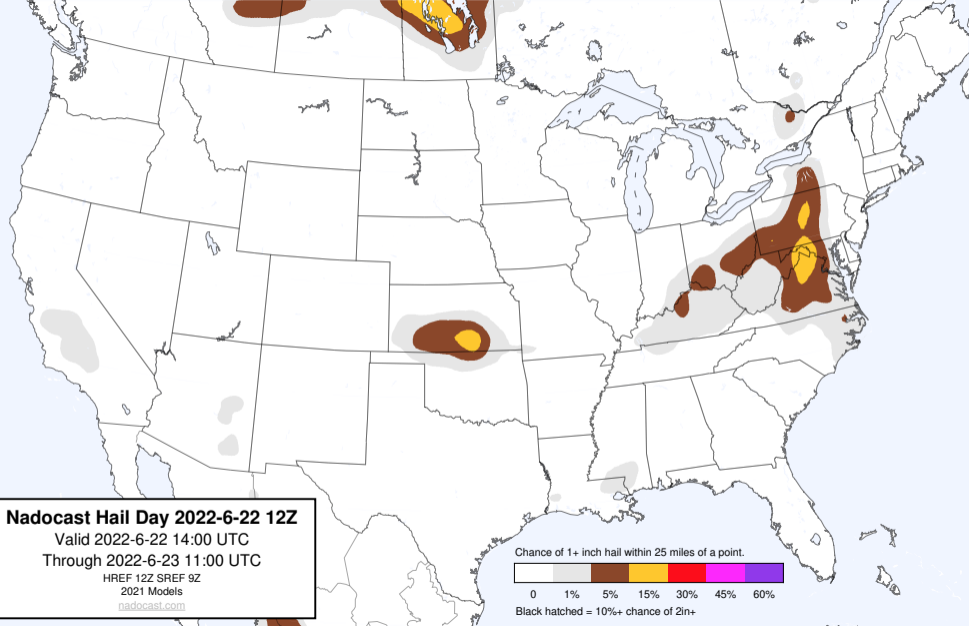 Nadocast Hail Day 2022-6-22 12Z
Valid 2022-6-22 14:00 UTC
Through 2022-6-23 11:00 UTC
HREF 12Z SREF 9Z
2021 Models
nadocast.com
Chance of 1+ inch hail within 25 miles of a point.
0 1% 5% 15% 30% 45% 60%
Black hatched = 10%+ chance of 2in+